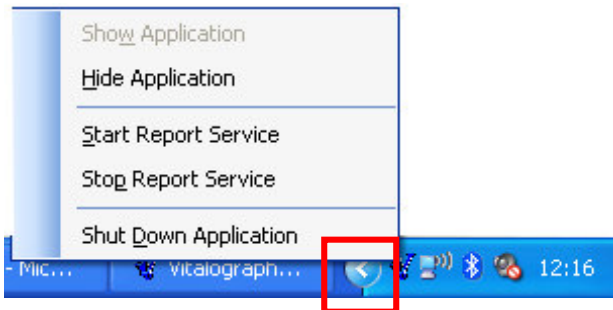 Show Application
Hide Application
Start Report Service
Stop Report Service
Shut Down Application
- Mic... Vitalograph... 12:16